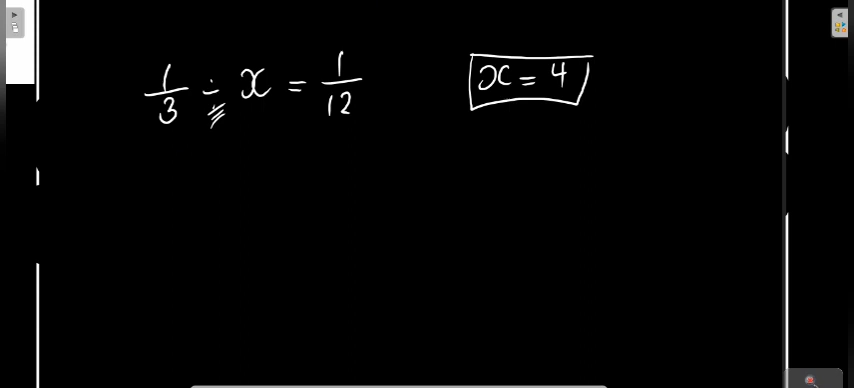 1/3 ÷ x = 1/12
x = 4